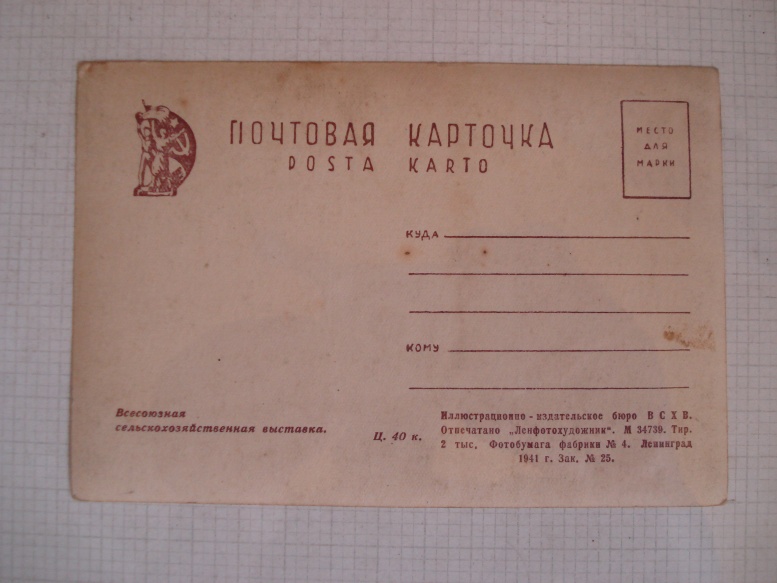 ПОЧТОВАЯ КАРТОЧКА
POSTA KARTO
МЕСТО
ДЛЯ
МАРКИ
КУДА
КОМУ
Всесоюзная
сельскохозяйственная выставка.
Ц. 40 к.
Иллюстрационно - издательское бюро В С Х В.
Отпечатано „Ленфотохудожник". М 34739. Тир.
2 тыс. Фотобумага фабрики № 4. Ленинград
1941 г. Зак. № 25.